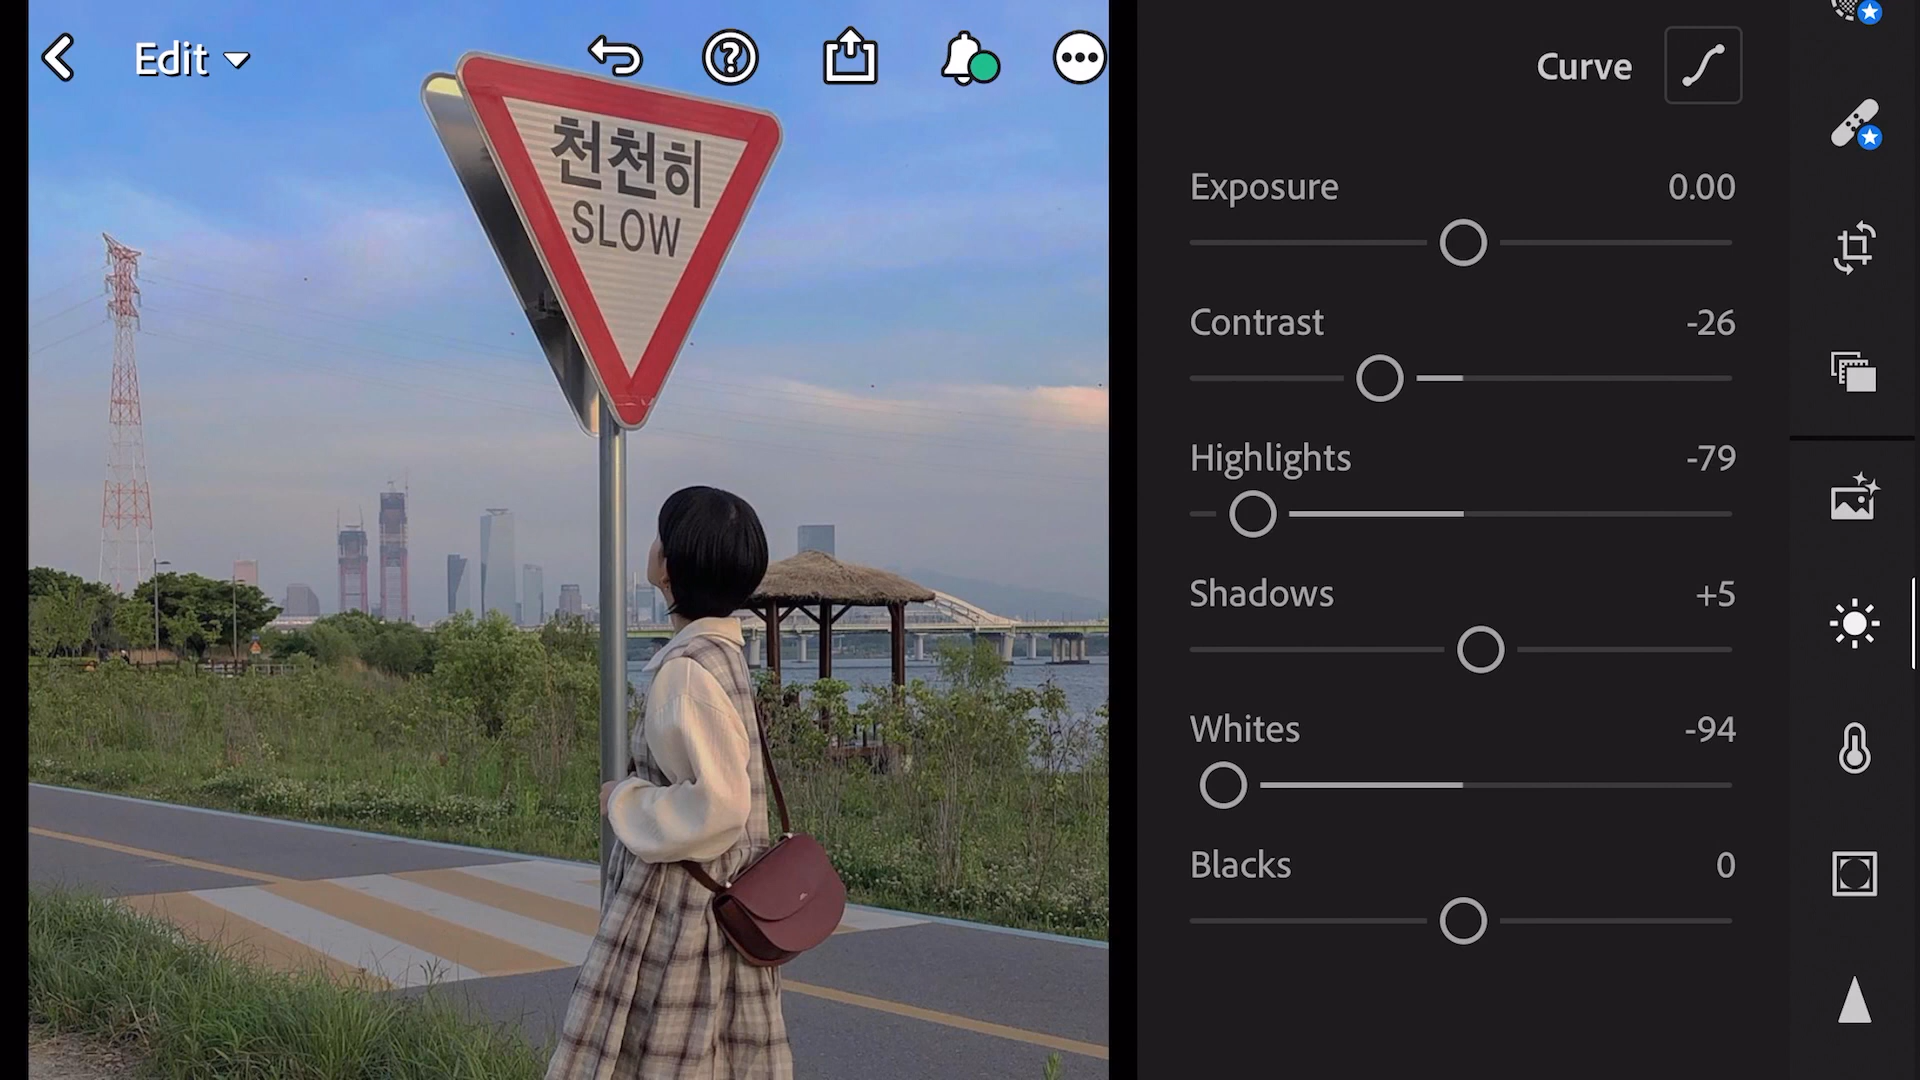 Edit
천천히
SLOW
Curve
Exposure 0.00
Contrast -26
Highlights -79
Shadows +5
Whites -94
Blacks 0